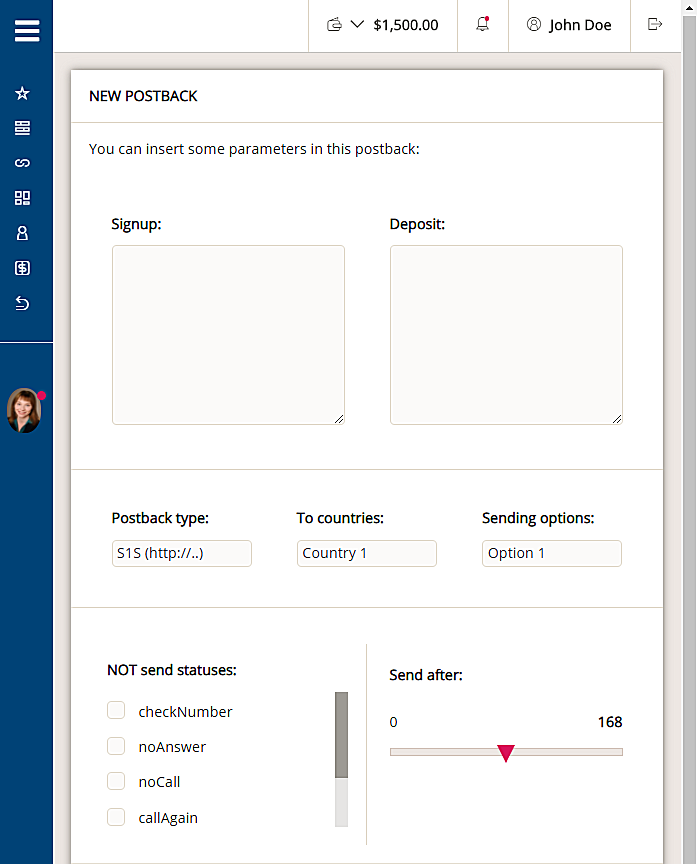 $1,500.00
John Doe
NEW POSTBACK
You can insert some parameters in this postback:
Signup:
Deposit:
Postback type:
To countries:
Sending options:
S1S (http://..)
Country 1
Option 1
NOT send statuses:
Send after:
checkNumber
0
168
noAnswer
noCall
callAgain